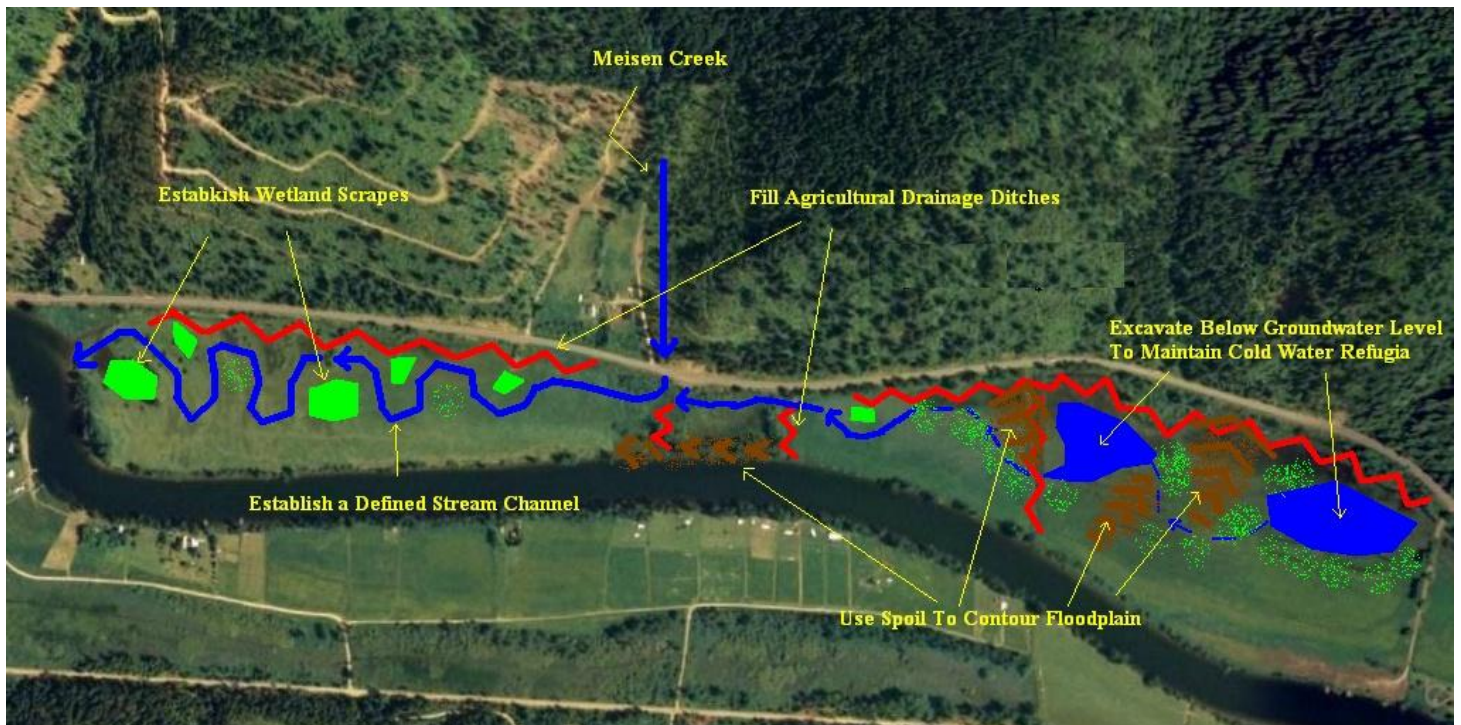 Meisen Creek
Estabkish Wetland Scrapes
Fill Agricultural Drainage Ditches
Excavate Below Groundwater Level
To Maintain Cold Water Refugia
Establish a Defined Stream Channel
Use Spoil To Contour Floodplain